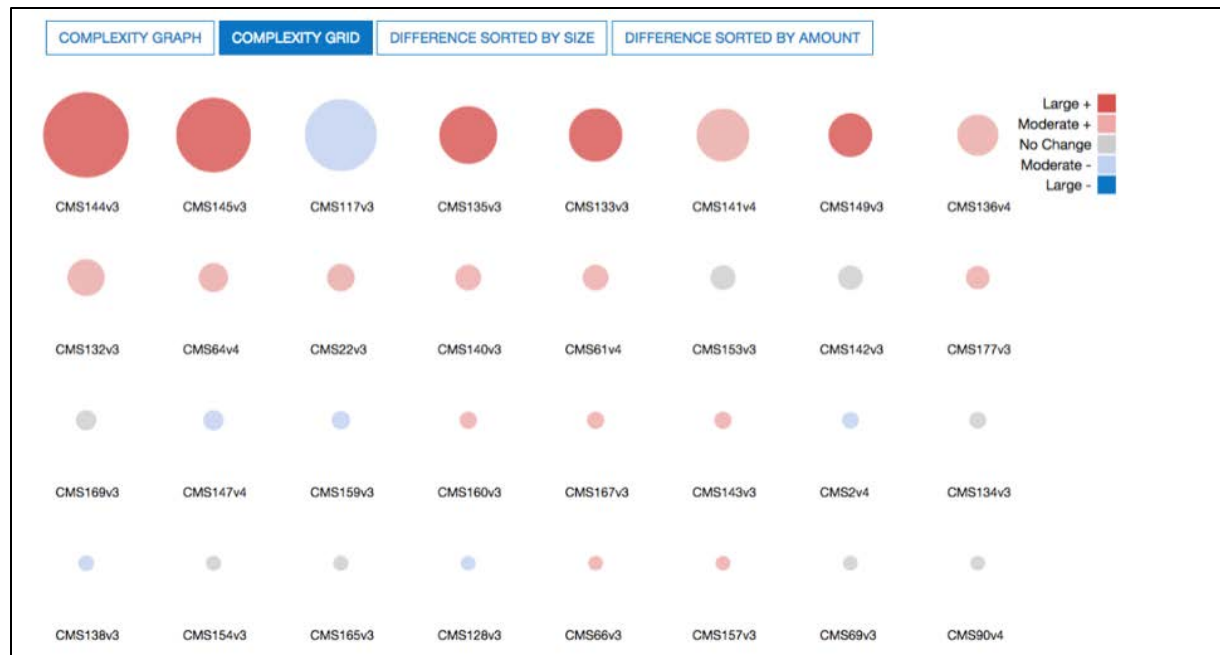 COMPLEXITY GRAPH COMPLEXITY GRID DIFFERENCE SORTED BY SIZE DIFFERENCE SORTED BY AMOUNT
Large +
Moderate +
No Change
Moderate -
Large -
CMS144v3 CMS145v3 CMS117v3 CMS135v3 CMS133v3 CMS141v4 CMS149v3 CMS136v4
CMS132v3 CMS64v4 CMS22v3 CMS140v3 CMS61v4 CMS153v3 CMS142v3 CMS177v3
CMS169v3 CMS147v4 CMS159v3 CMS160v3 CMS167v3 CMS143v3 CMS2v4 CMS134v3
CMS138v3 CMS154v3 CMS165v3 CMS128v3 CMS66v3 CMS157v3 CMS69v3 CMS90v4